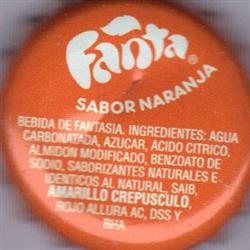 Fanta®
SABOR NARANJA
BEBIDA DE FANTASIA. INGREDIENTES: AGUA
CARBONATADA, AZUCAR, ACIDO CITRICO,
ALMIDON MODIFICADO, BENZOATO DE
SODIO, SABORIZANTES NATURALES E
IDENTICOS AL NATURAL, SAIB,
AMARILLO CREPUSCULO,
ROJO ALLURA AC, DSS Y
BHA